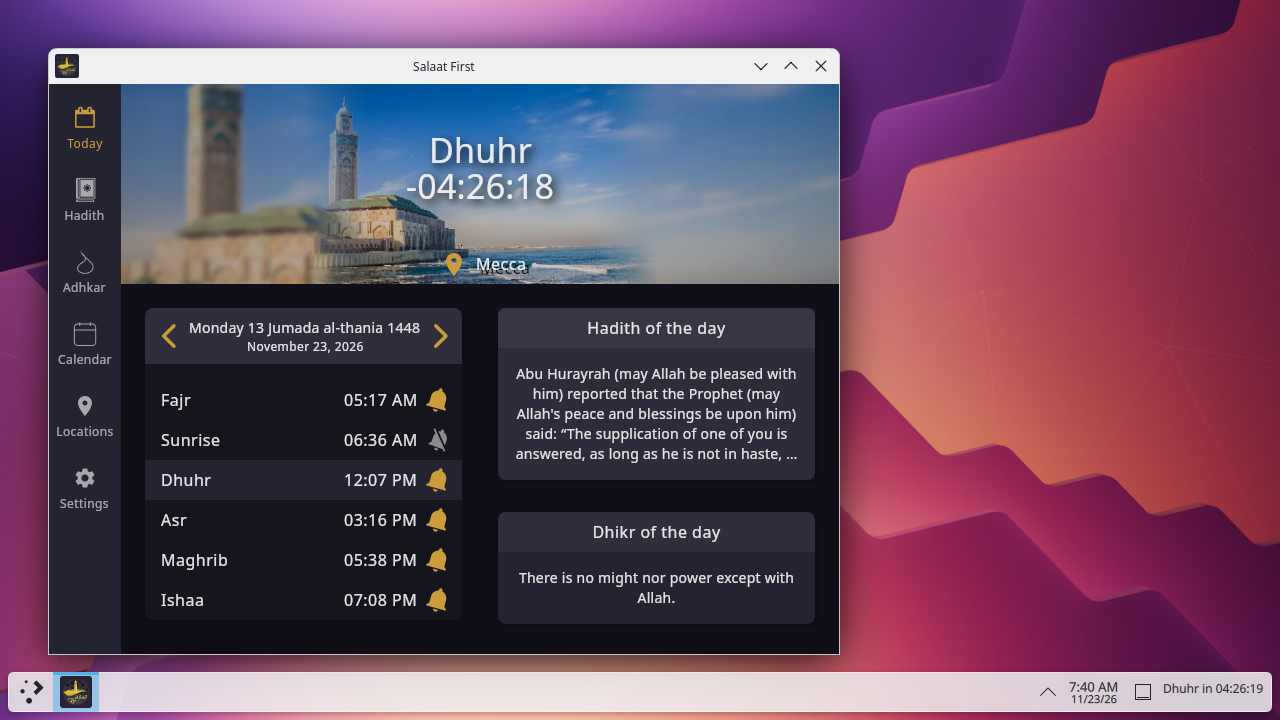 Salaat First
Today
Hadith
Adhkar
Calendar
Locations
Settings
Dhuhr
-04:26:18
Mecca
Monday 13 Jumada al-thania 1448
November 23, 2026
Fajr 05:17 AM
Sunrise 06:36 AM
Dhuhr 12:07 PM
Asr 03:16 PM
Maghrib 05:38 PM
Ishaa 07:08 PM
Hadith of the day
Abu Hurayrah (may Allah be pleased with
him) reported that the Prophet (may
Allah's peace and blessings be upon him)
said: “The supplication of one of you is
answered, as long as he is not in haste, ...
Dhikr of the day
There is no might nor power except with
Allah.
7:40 AM
11/23/26
Dhuhr in 04:26:19